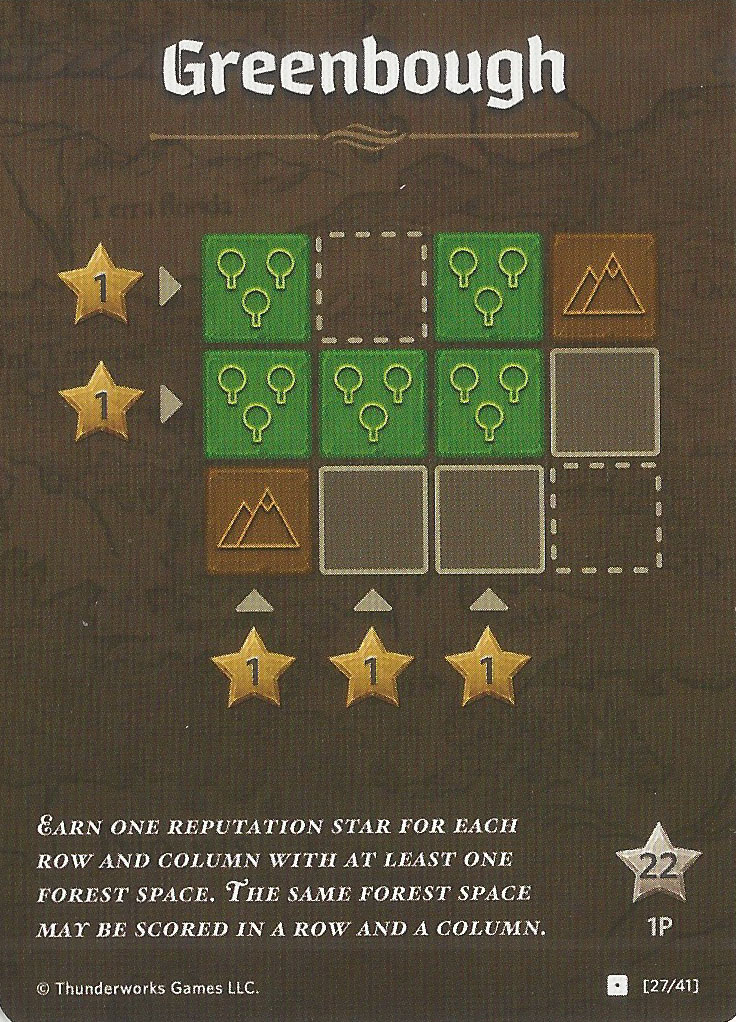 Greenbough
1
1
1 1 1
EARN ONE REPUTATION STAR FOR EACH
ROW AND COLUMN WITH AT LEAST ONE
FOREST SPACE. THE SAME FOREST SPACE
MAY BE SCORED IN A ROW AND A COLUMN.
22
1P
© Thunderworks Games LLC.
[27/41]